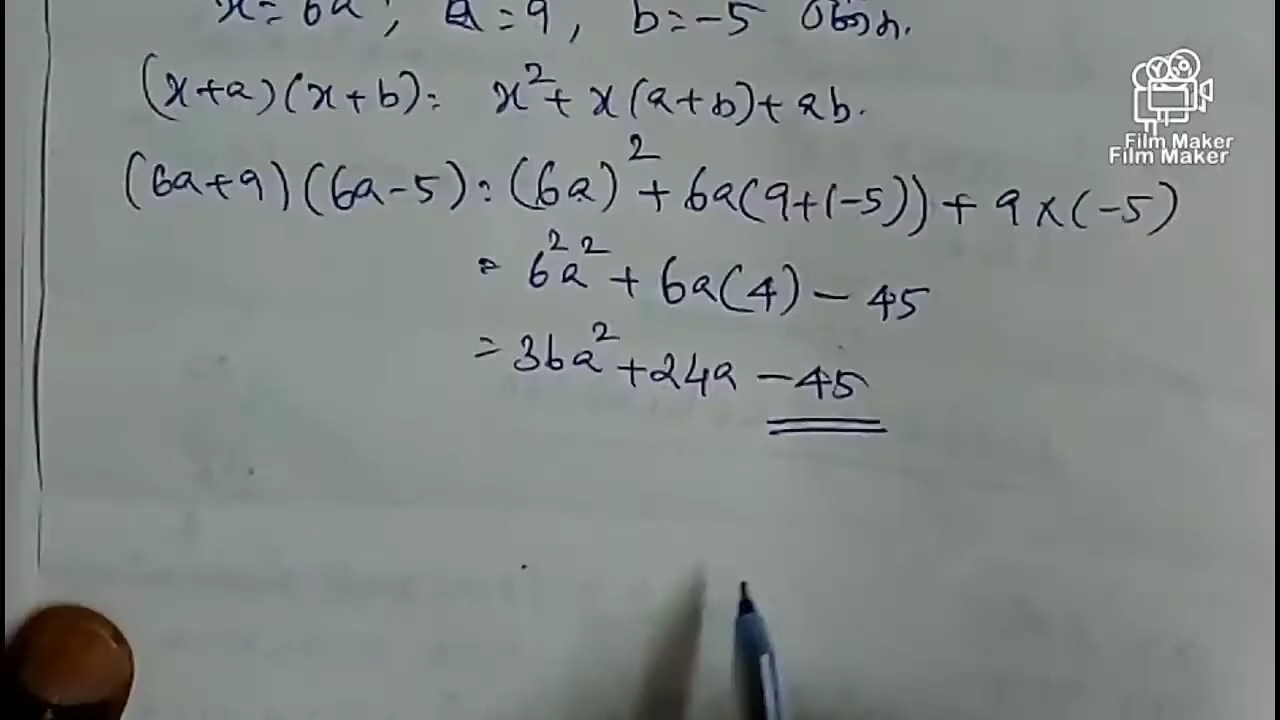 x = 6a, a = 9, b = -5
(x+a)(x+b) = x² + x(a+b) + ab.
(6a+9)(6a-5) = (6a)² + 6a(9+(-5)) + 9×(-5)
= 6²a² + 6a(4) - 45
= 36a² + 24a - 45
Film Maker
Film Maker